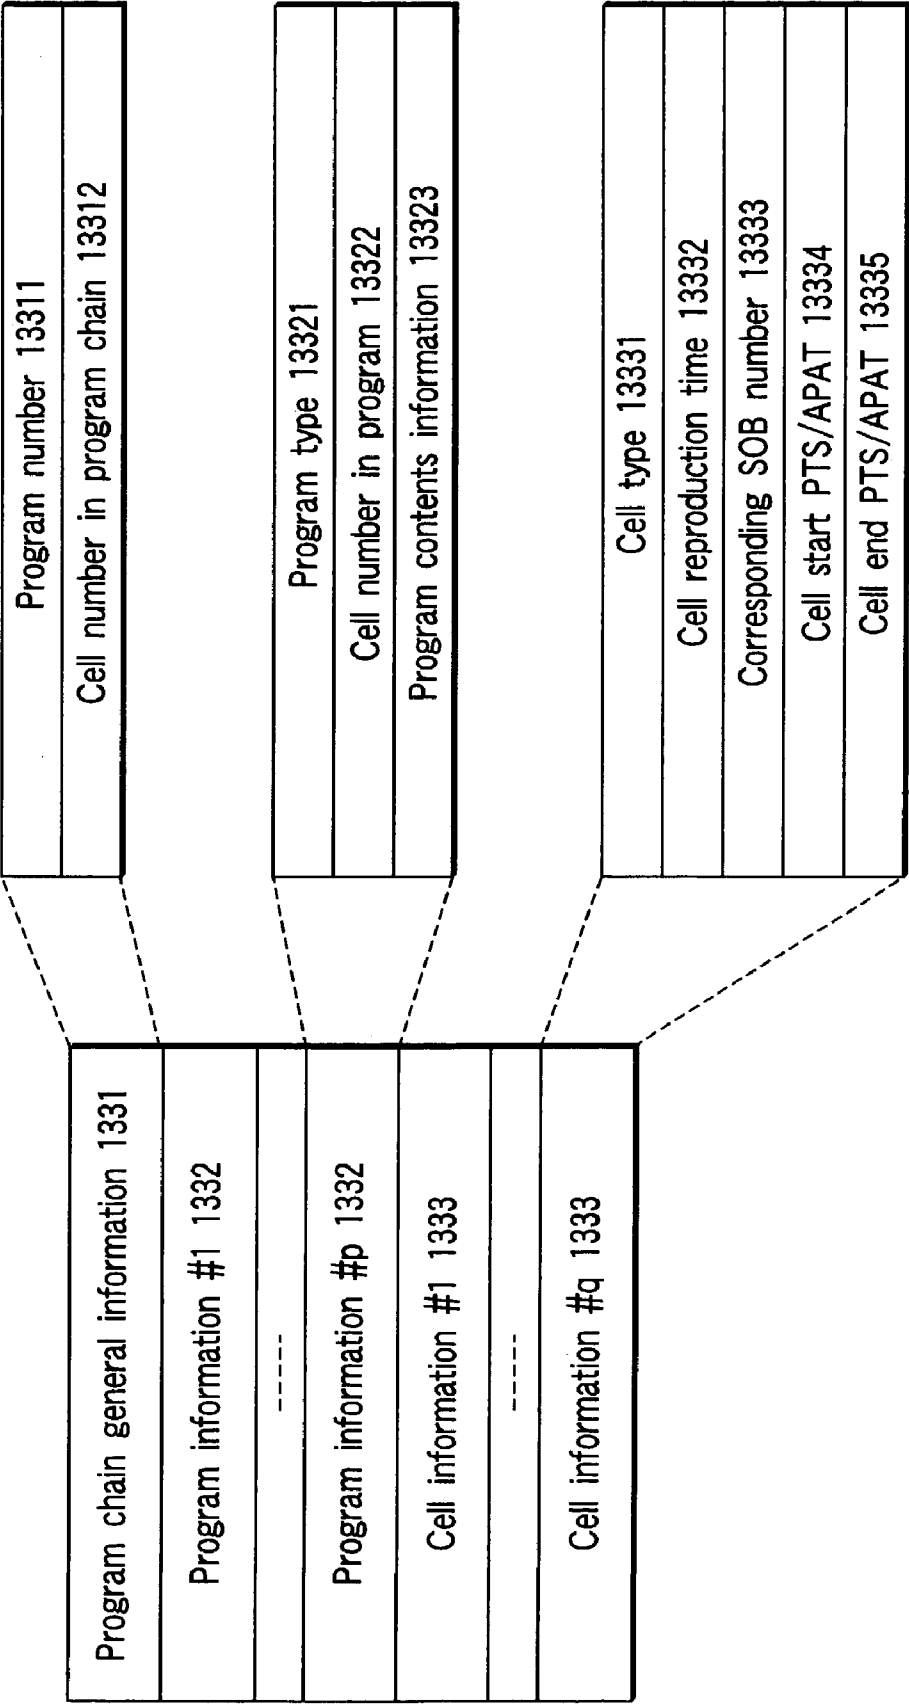 Program chain general information 1331
Program information #1 1332
-----
Program information #p 1332
Cell information #1 1333
-----
Cell information #q 1333
Program number 13311
Cell number in program chain 13312
Program type 13321
Cell number in program 13322
Program contents information 13323
Cell type 13331
Cell reproduction time 13332
Corresponding SOB number 13333
Cell start PTS/APAT 13334
Cell end PTS/APAT 13335